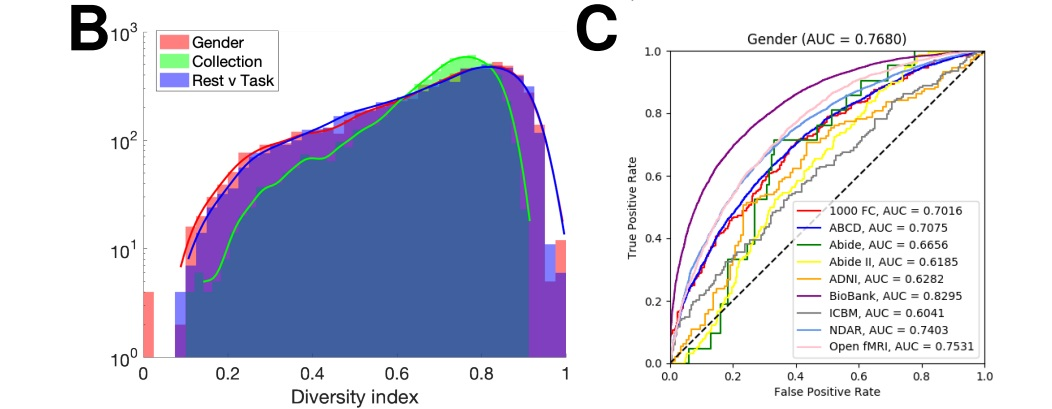 B
10³
10²
10¹
10⁰
Gender
Collection
Rest v Task
0
0.2
0.4
0.6
0.8
1
Diversity index
C
Gender (AUC = 0.7680)
True Positive Rate
1.0
0.8
0.6
0.4
0.2
0.0
1000 FC, AUC = 0.7016
ABCD, AUC = 0.7075
Abide, AUC = 0.6656
Abide II, AUC = 0.6185
ADNI, AUC = 0.6282
BioBank, AUC = 0.8295
ICBM, AUC = 0.6041
NDAR, AUC = 0.7403
Open fMRI, AUC = 0.7531
0.0
0.2
0.4
0.6
0.8
1.0
False Positive Rate